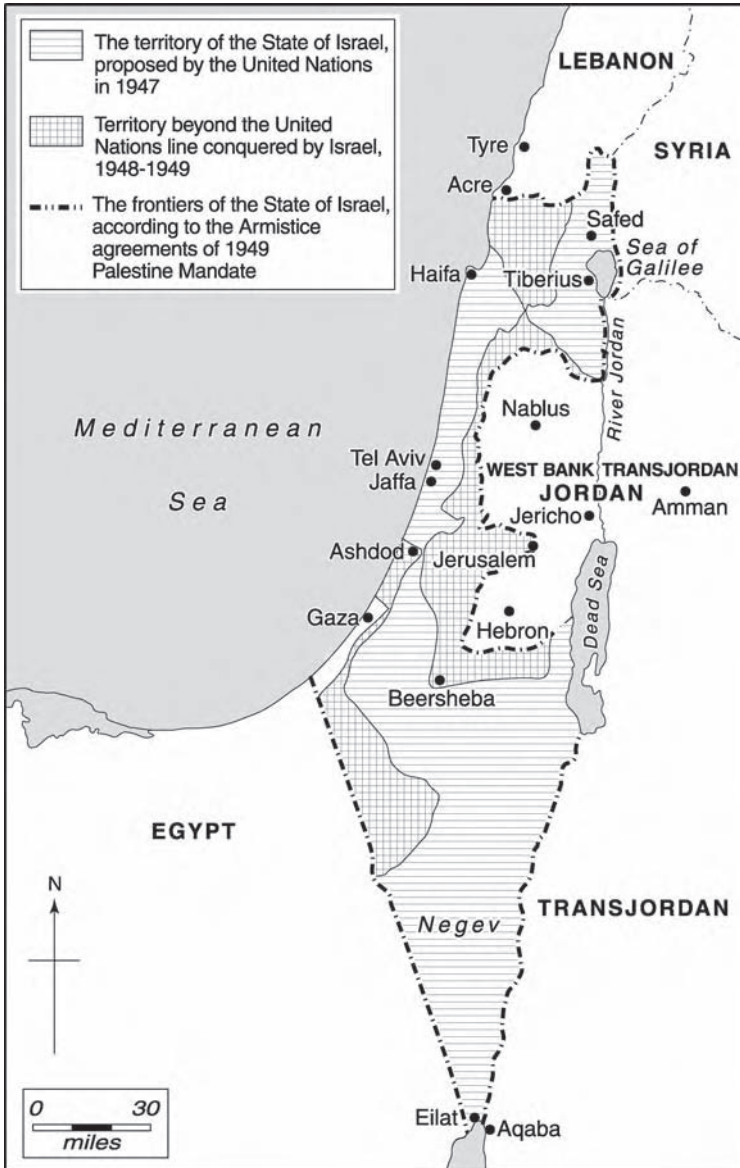 The territory of the State of Israel,
proposed by the United Nations
in 1947
Territory beyond the United
Nations line conquered by Israel,
1948-1949
The frontiers of the State of Israel,
according to the Armistice
agreements of 1949
Palestine Mandate
LEBANON
SYRIA
Tyre
Acre
Safed
Sea of
Galilee
Haifa
Tiberius
River Jordan
Nablus
Mediterranean
Sea
Tel Aviv
Jaffa
WEST BANK TRANSJORDAN
JORDAN
Amman
Jericho
Ashdod
Jerusalem
Dead Sea
Gaza
Hebron
Beersheba
EGYPT
N
Negev
TRANSJORDAN
0 30
miles
Eilat
Aqaba